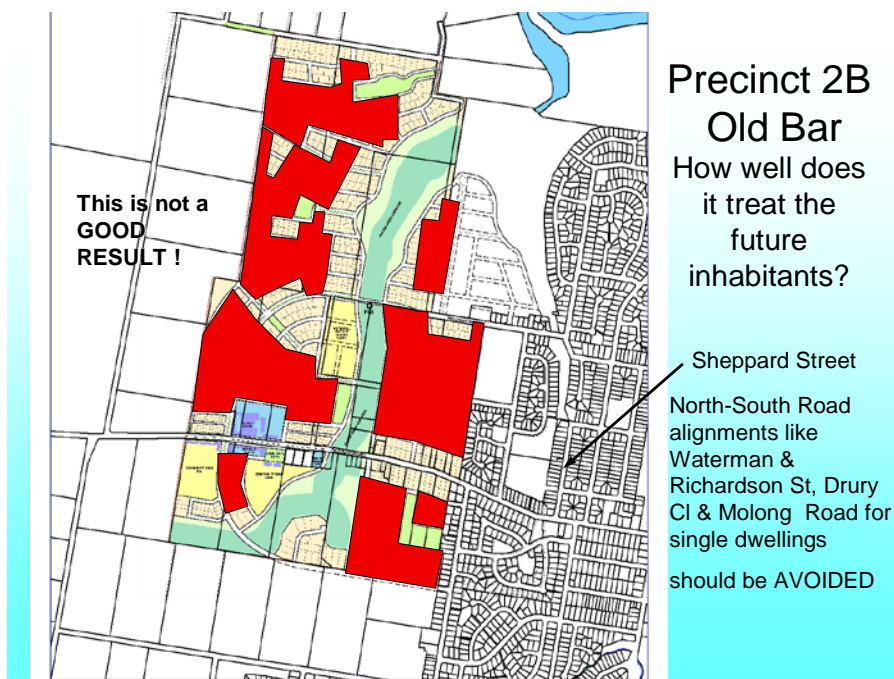 Precinct 2B
Old Bar
How well does
it treat the
future
inhabitants?
This is not a
GOOD
RESULT !
Sheppard Street
North-South Road
alignments like
Waterman &
Richardson St, Drury
Cl & Molong Road for
single dwellings
should be AVOIDED